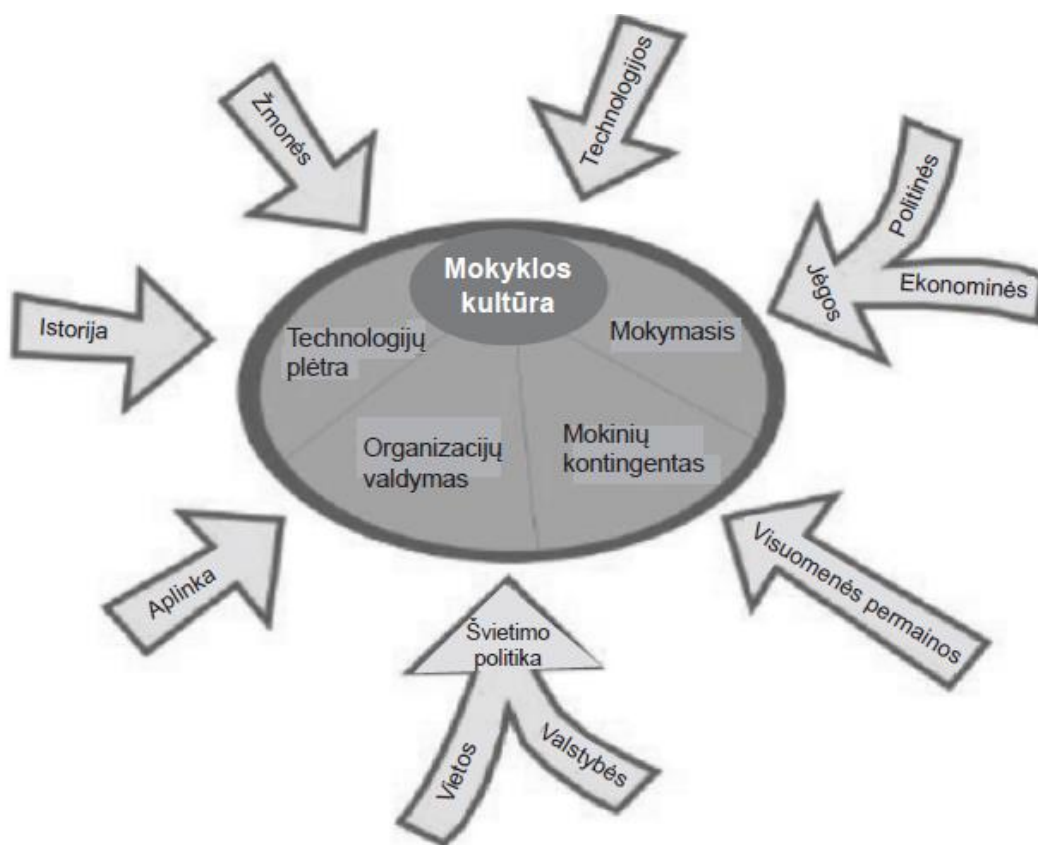 Žmonės
Technologijos
Politinės
Ekonominės
Jėgos
Istorija
Mokyklos
kultūra
Technologijų
plėtra
Mokymasis
Organizacijų
valdymas
Mokinių
kontingentas
Aplinka
Visuomenės permainos
Švietimo
politika
Vietos
Valstybės